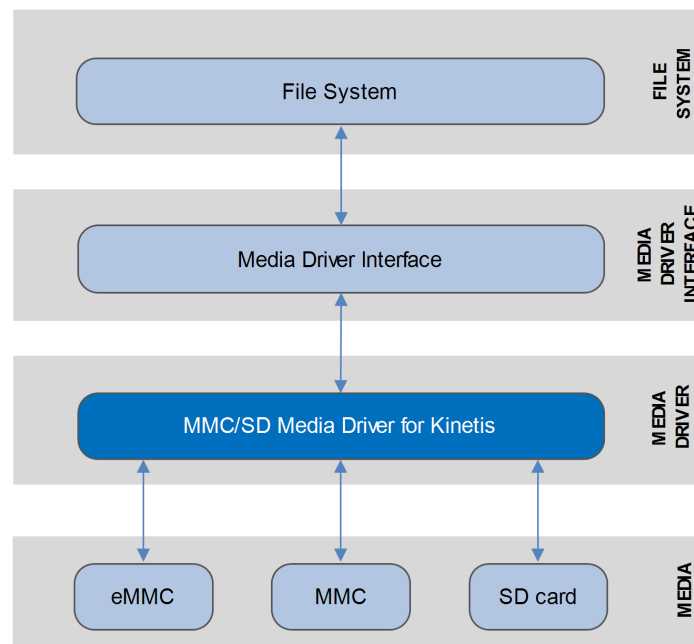 File System
FILE
SYSTEM
Media Driver Interface
MEDIA
DRIVER
INTERFACE
MMC/SD Media Driver for Kinetis
MEDIA
DRIVER
eMMC
MMC
SD card
MEDIA